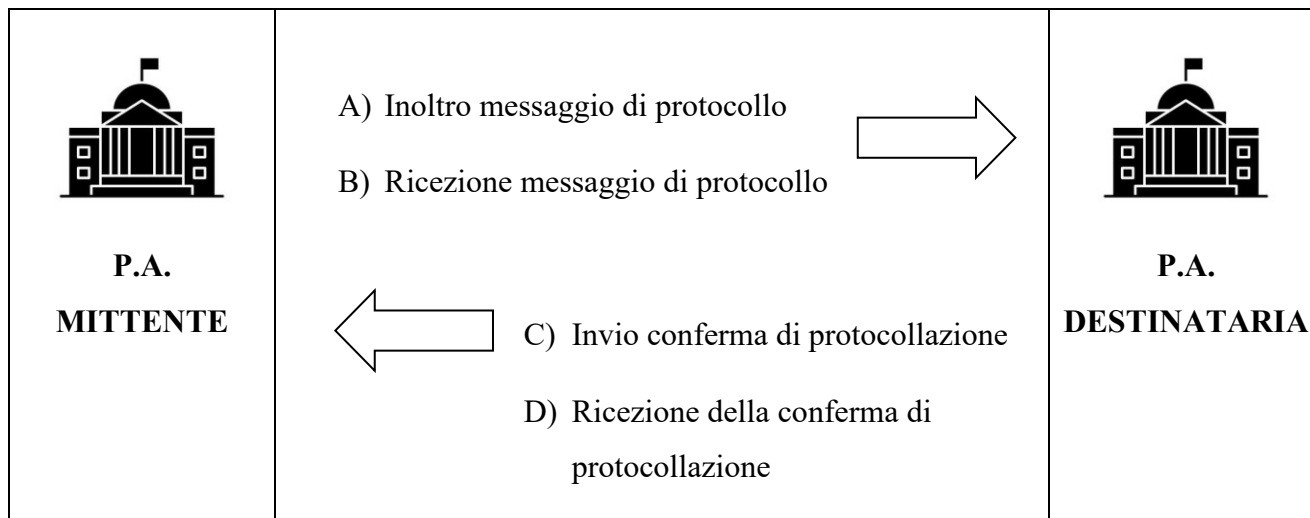 P.A.
MITTENTE
A) Inoltro messaggio di protocollo
B) Ricezione messaggio di protocollo
C) Invio conferma di protocollazione
D) Ricezione della conferma di
protocollazione
P.A.
DESTINATARIA